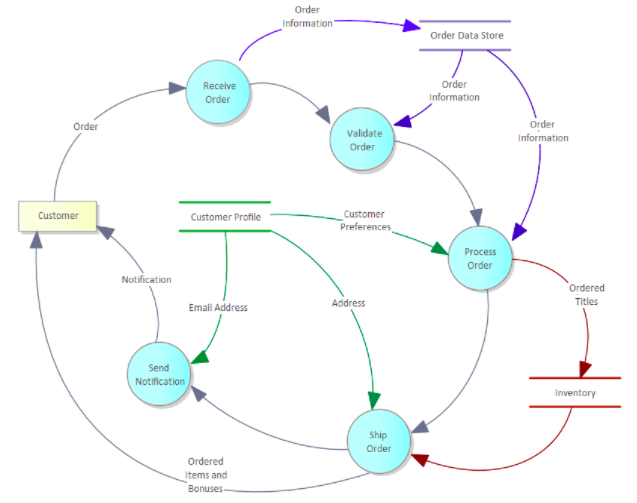 Order
Information
Order Data Store
Receive
Order
Order
Information
Order
Validate
Order
Order
Information
Customer
Customer Profile
Customer
Preferences
Process
Order
Notification
Email Address
Address
Ordered
Titles
Send
Notification
Inventory
Ship
Order
Ordered
Items and
Bonuses